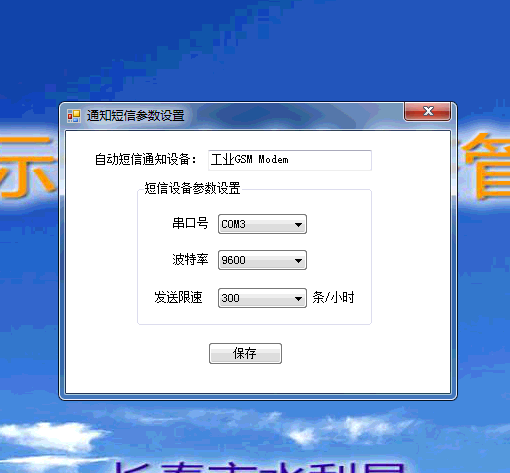 通知短信参数设置
示
管
自动短信通知设备：
工业GSM Modem
短信设备参数设置
串口号 COM3
波特率 9600
发送限速 300 条/小时
保存